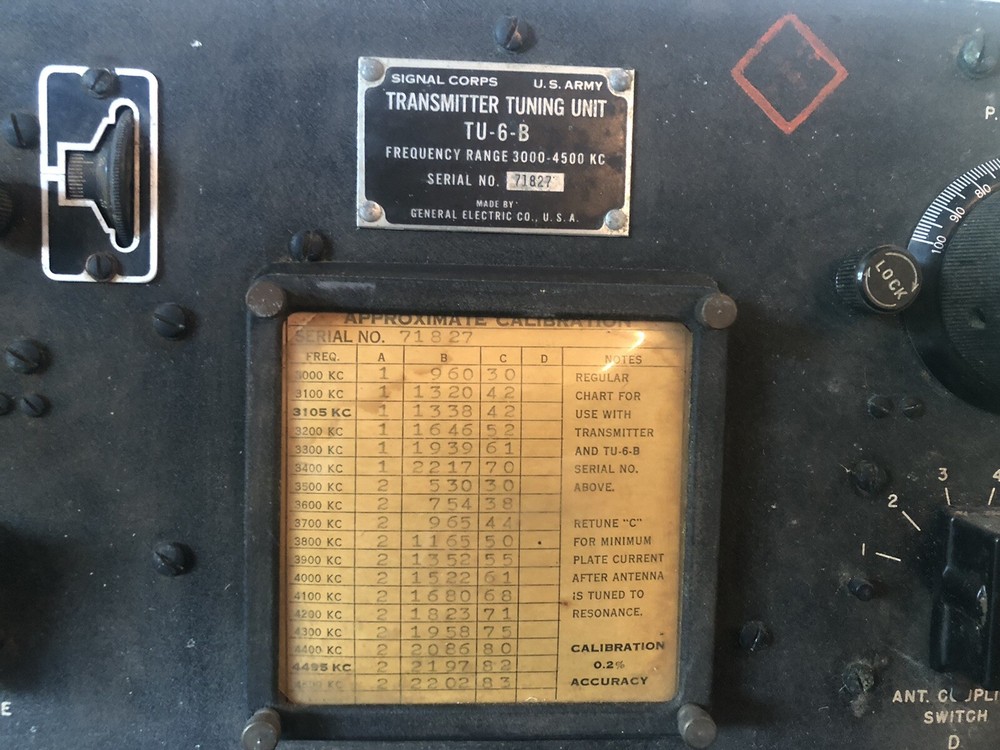 SIGNAL CORPS U.S. ARMY
TRANSMITTER TUNING UNIT
TU-6-B
FREQUENCY RANGE 3000-4500 KC
SERIAL NO. 71827
MADE BY
GENERAL ELECTRIC CO., U.S.A.
P.
100 90 80
LOCK
APPROXIMATE CALIBRATION
SERIAL NO. 71827
FREQ. A B C D NOTES
3000 KC 1 960 30 REGULAR
3100 KC 1 1320 42 CHART FOR
3105 KC 1 1338 42 USE WITH
3200 KC 1 1646 52 TRANSMITTER
3300 KC 1 1939 61 AND TU-6-B
3400 KC 1 2217 70 SERIAL NO.
3500 KC 2 530 30 ABOVE.
3600 KC 2 754 38
3700 KC 2 965 44 RETUNE "C"
3800 KC 2 1165 50 FOR MINIMUM
3900 KC 2 1352 55 PLATE CURRENT
4000 KC 2 1522 61 AFTER ANTENNA
4100 KC 2 1680 68 IS TUNED TO
4200 KC 2 1823 71 RESONANCE.
4300 KC 2 1958 75
4400 KC 2 2086 80 CALIBRATION
4495 KC 2 2197 82 0.2%
KC 2 2202 83 ACCURACY
1 2 3 4
E
ANT. COUPLI
SWITCH
D